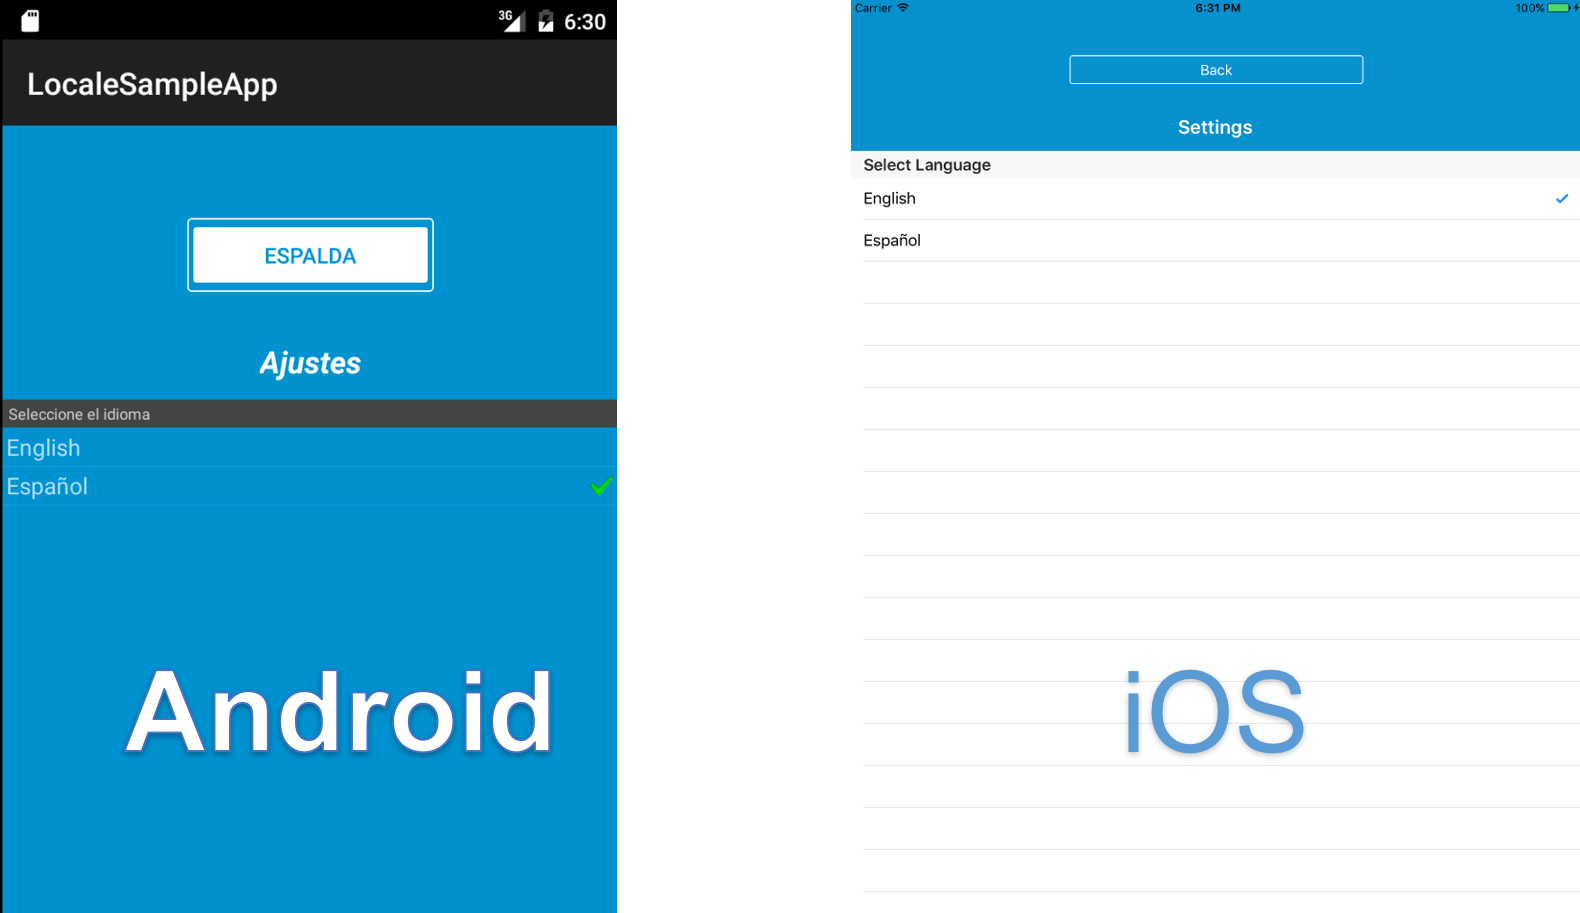 3G 6:30
LocaleSampleApp
ESPALDA
Ajustes
Seleccione el idioma
English
Español
Android
Carrier 6:31 PM 100%
Back
Settings
Select Language
English
Español
iOS